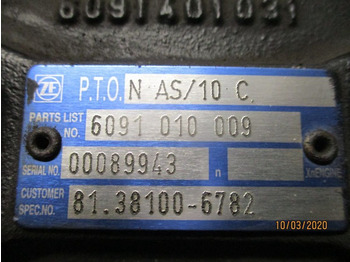 6091401031
ZF P.T.O. N AS/10 C
PARTS LIST NO. 6091 010 009
SERIAL NO. 00089943 n xnENGINE
CUSTOMER SPEC.NO. 81.38100-6782
10/03/2020